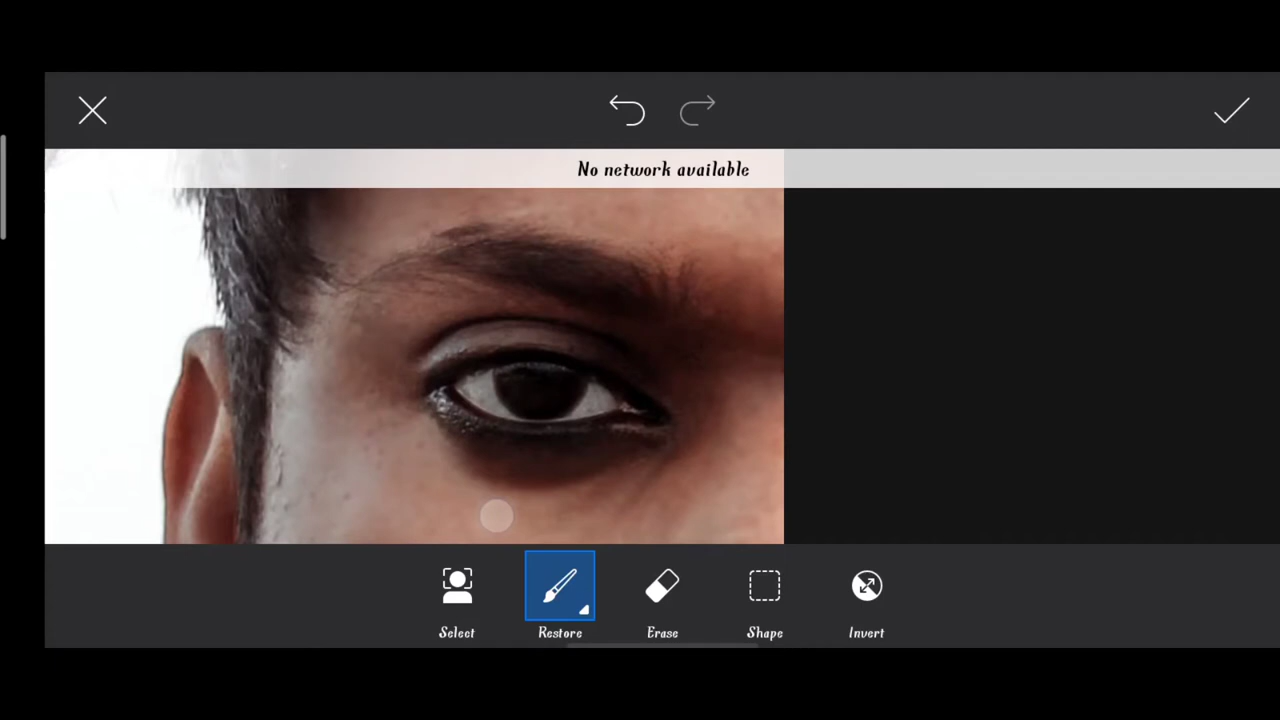 No network available
Select
Restore
Erase
Shape
Invert